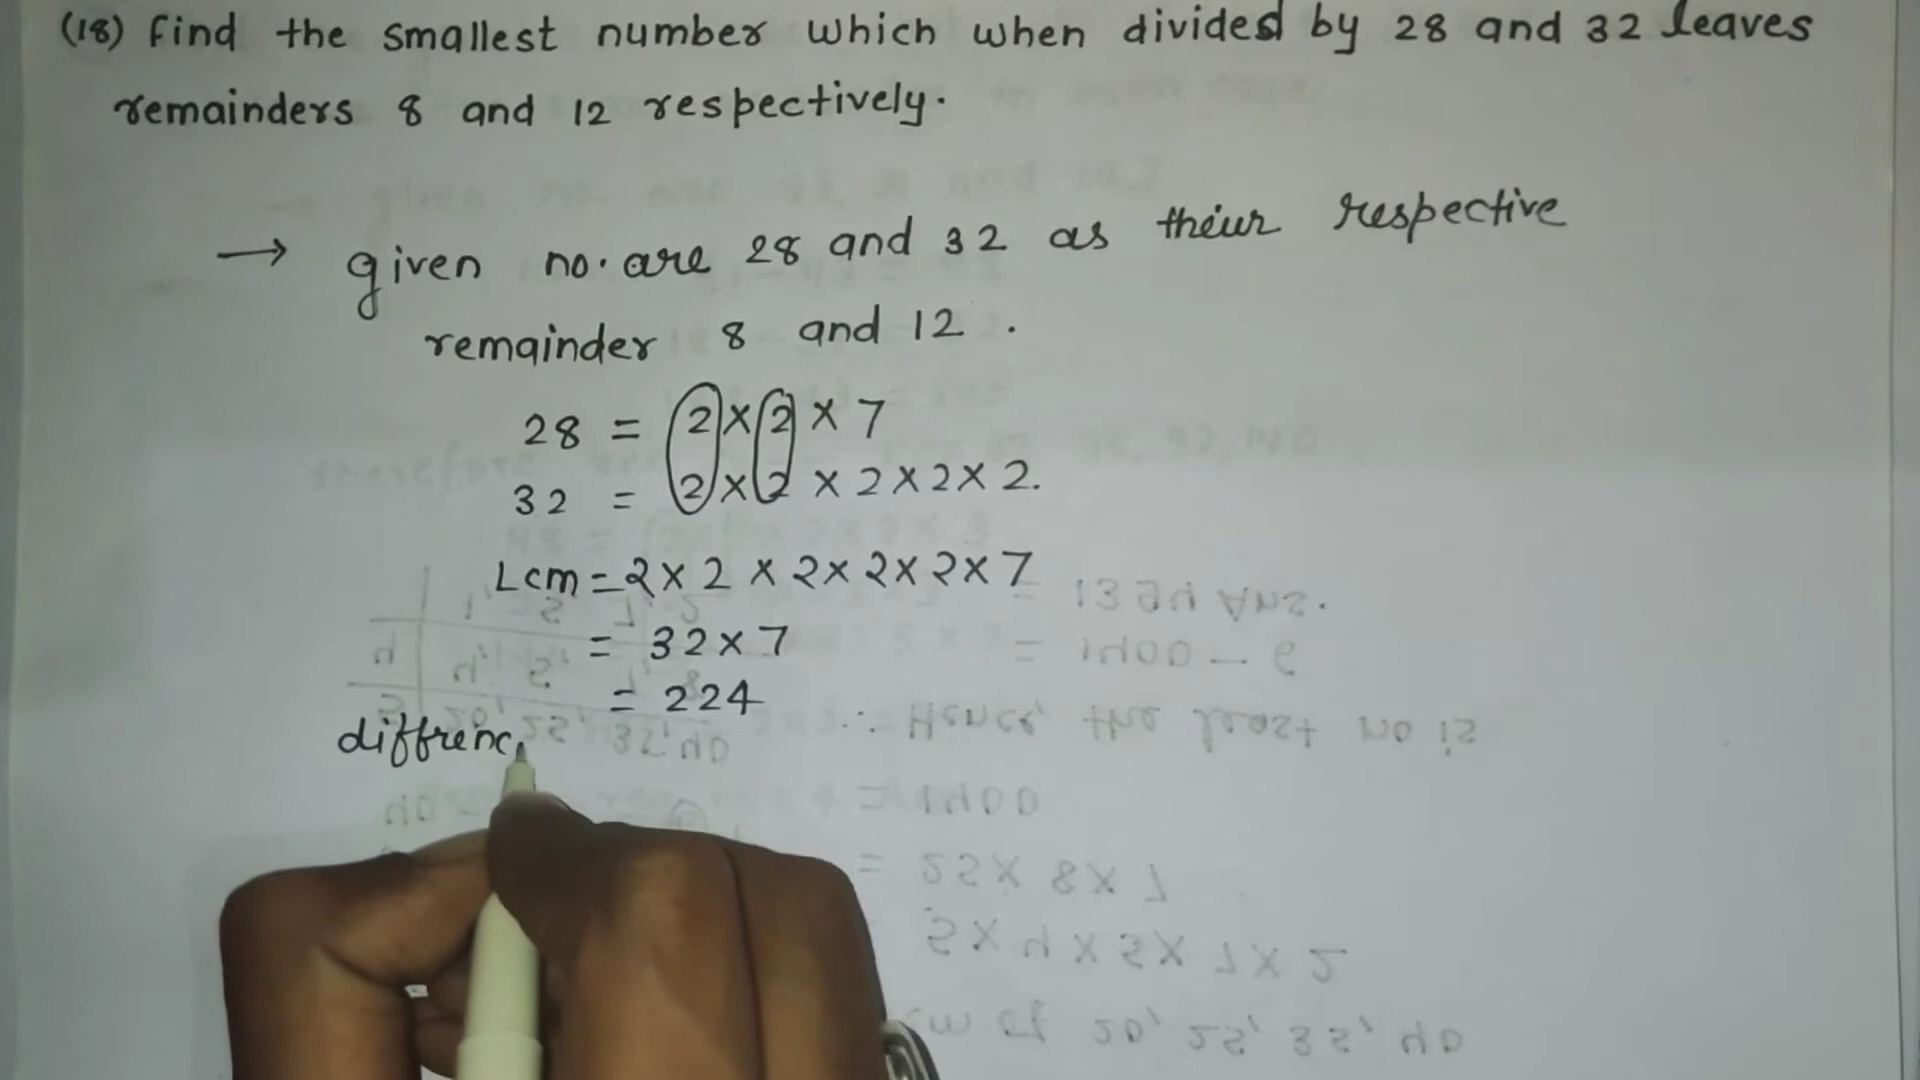 (18) Find the smallest number which when divided by 28 and 32 leaves
remainders 8 and 12 respectively.
→ given no. are 28 and 32 as their respective
remainder 8 and 12 .
28 = 2 × 2 × 7
32 = 2 × 2 × 2 × 2 × 2.
Lcm = 2 × 2 × 2 × 2 × 2 × 7
= 32 × 7
= 224
diffrenc